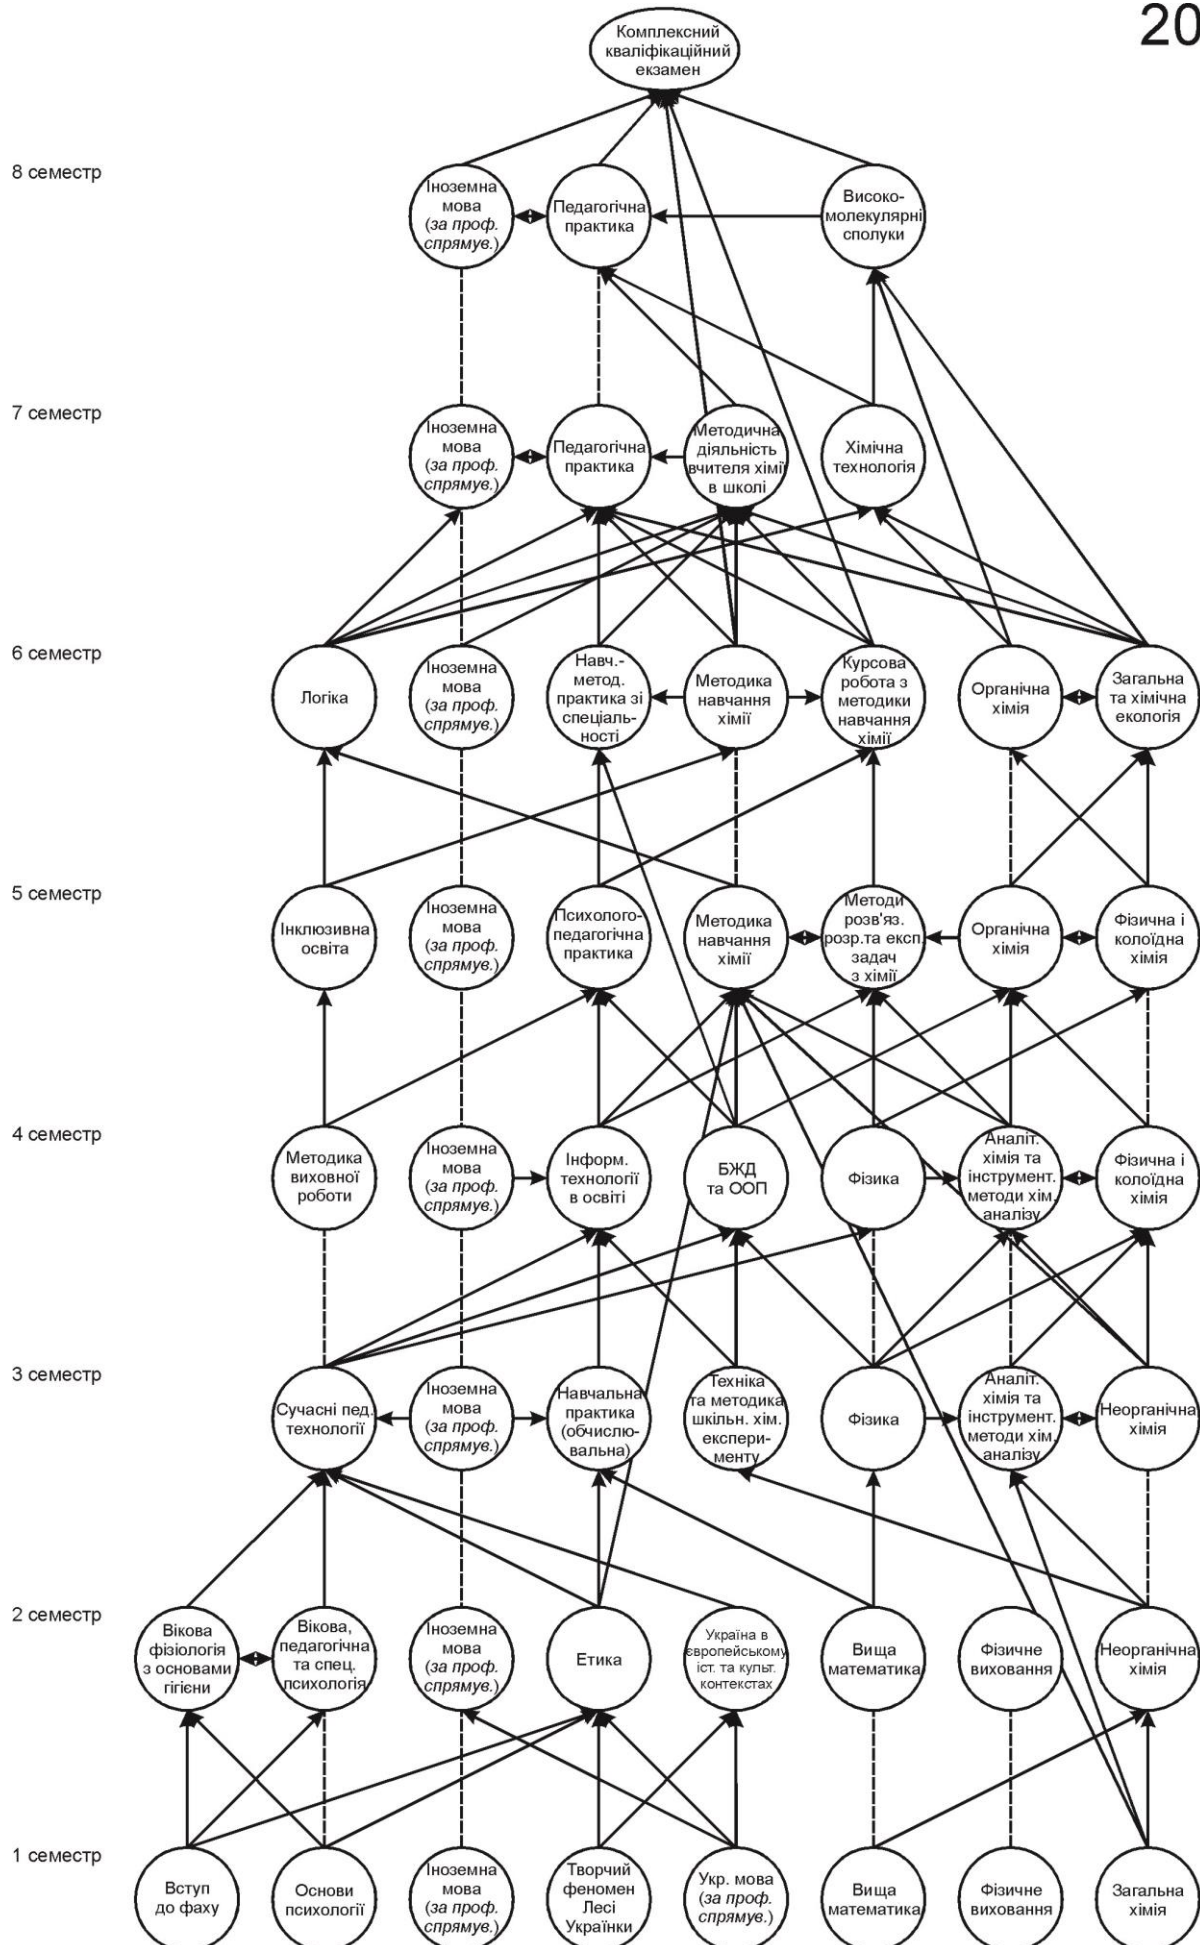 20
Комплексний
кваліфікаційний
екзамен
8 семестр
Іноземна
мова
(за проф.
спрямув.)
Педагогічна
практика
Високо-
молекулярні
сполуки
7 семестр
Іноземна
мова
(за проф.
спрямув.)
Педагогічна
практика
Методична
діяльність
вчителя хімії
в школі
Хімічна
технологія
6 семестр
Логіка
Іноземна
мова
(за проф.
спрямув.)
Навч.-
метод.
практика зі
спеціаль-
ності
Методика
навчання
хімії
Курсова
робота з
методики
навчання
хімії
Органічна
хімія
Загальна
та хімічна
екологія
5 семестр
Інклюзивна
освіта
Іноземна
мова
(за проф.
спрямув.)
Психолого-
педагогічна
практика
Методика
навчання
хімії
Методи
розв'яз.
розр.та експ.
задач
з хімії
Органічна
хімія
Фізична і
колоїдна
хімія
4 семестр
Методика
виховної
роботи
Іноземна
мова
(за проф.
спрямув.)
Інформ.
технології
в освіті
БЖД
та ООП
Фізика
Аналіт.
хімія та
інструмент.
методи хім.
аналізу
Фізична і
колоїдна
хімія
3 семестр
Сучасні пед.
технології
Іноземна
мова
(за проф.
спрямув.)
Навчальна
практика
(обчислю-
вальна)
Техніка
та методика
шкільн. хім.
експери-
менту
Фізика
Аналіт.
хімія та
інструмент.
методи хім.
аналізу
Неорганічна
хімія
2 семестр
Вікова
фізіологія
з основами
гігієни
Вікова,
педагогічна
та спец.
психологія
Іноземна
мова
(за проф.
спрямув.)
Етика
Україна в
європейському
іст. та культ.
контекстах
Вища
математика
Фізичне
виховання
Неорганічна
хімія
1 семестр
Вступ
до фаху
Основи
психології
Іноземна
мова
(за проф.
спрямув.)
Творчий
феномен
Лесі
Українки
Укр. мова
(за проф.
спрямув.)
Вища
математика
Фізичне
виховання
Загальна
хімія